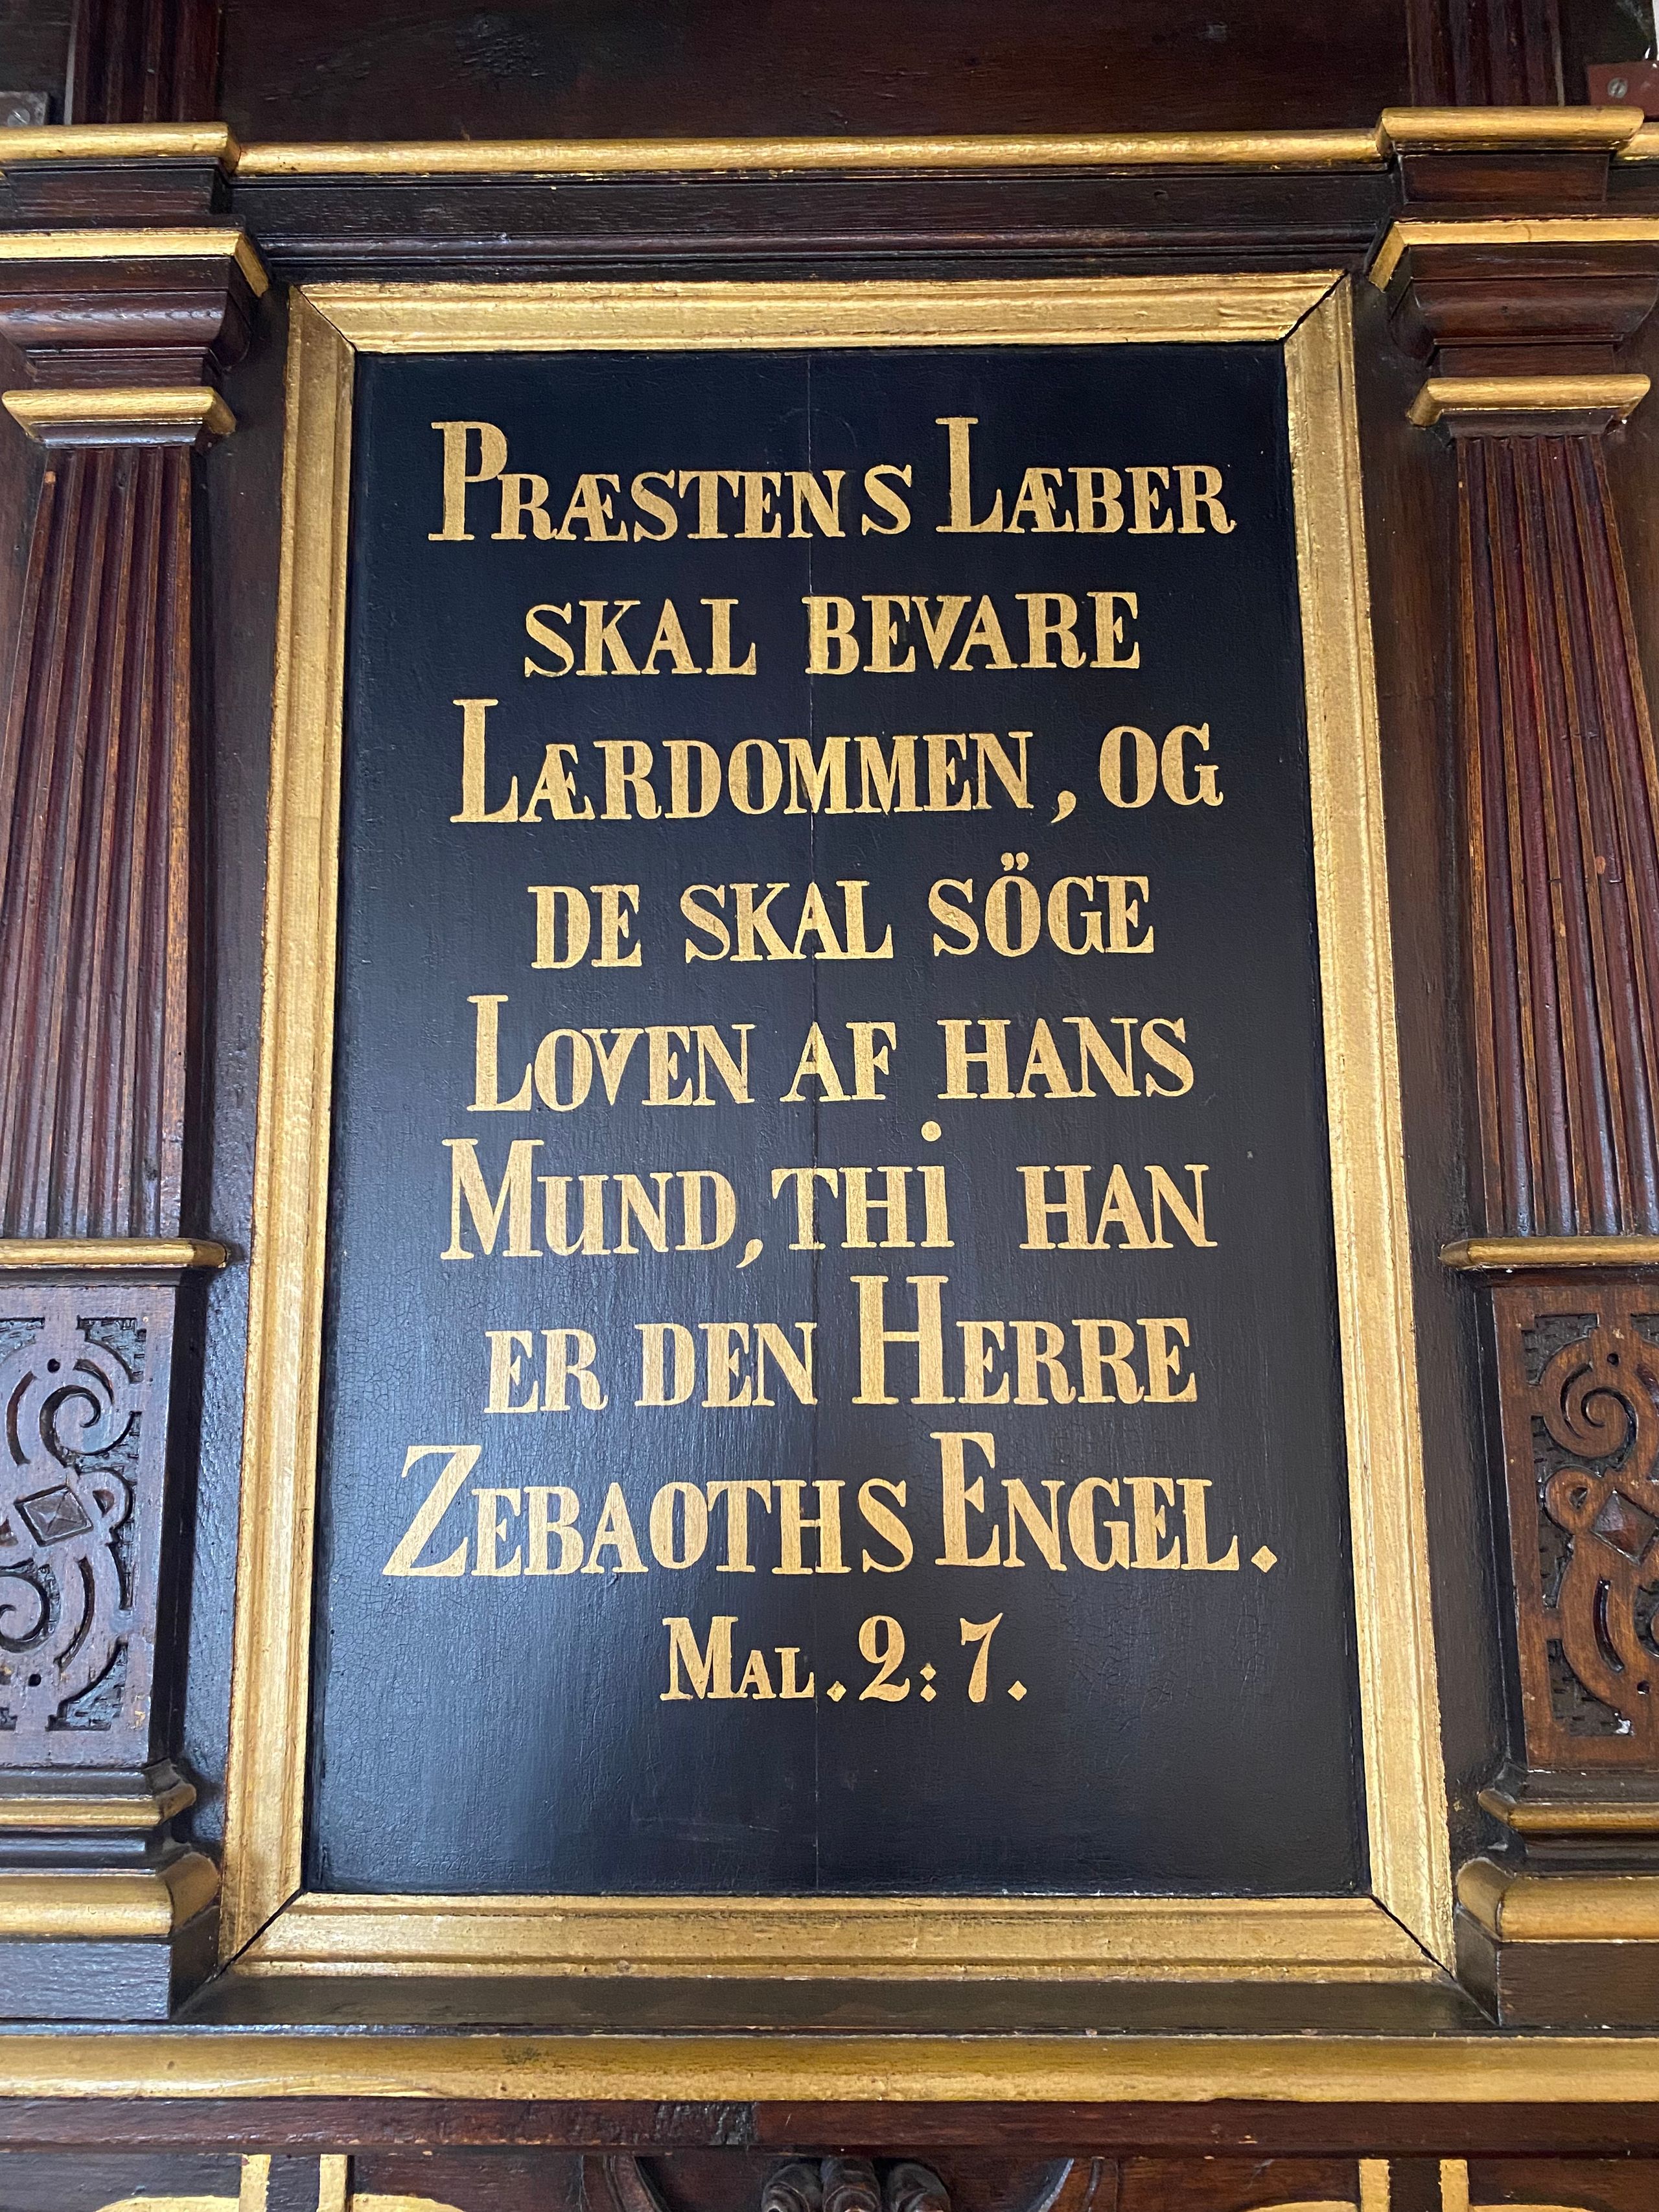 PRÆSTENS LÆBER
SKAL BEVARE
LÆRDOMMEN, OG
DE SKAL SÖGE
LOVEN AF HANS
MUND, THi HAN
ER DEN HERRE
ZEBAOTHS ENGEL.
MAL. 2:7.